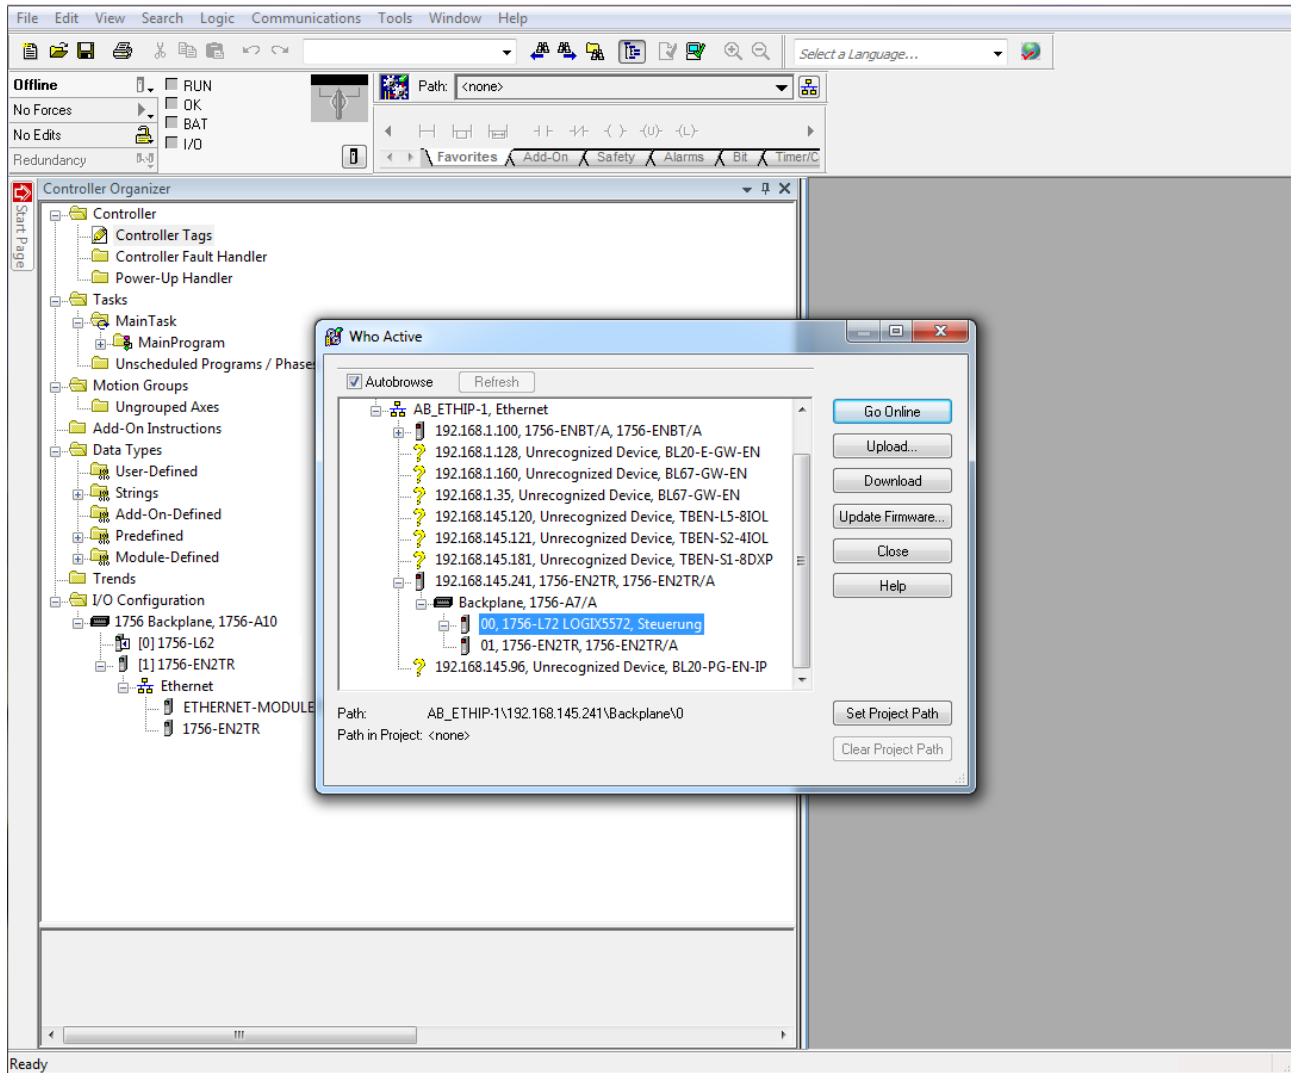 File Edit View Search Logic Communications Tools Window Help
Select a Language...
Offline
RUN
Path: <none>
No Forces
OK
No Edits
BAT
I/O
Redundancy
Favorites Add-On Safety Alarms Bit Timer/C
Start Page
Controller Organizer
Controller
Controller Tags
Controller Fault Handler
Power-Up Handler
Tasks
MainTask
MainProgram
Unscheduled Programs / Phase
Motion Groups
Ungrouped Axes
Add-On Instructions
Data Types
User-Defined
Strings
Add-On-Defined
Predefined
Module-Defined
Trends
I/O Configuration
1756 Backplane, 1756-A10
[0] 1756-L62
[1] 1756-EN2TR
Ethernet
ETHERNET-MODULE
1756-EN2TR
Who Active
Autobrowse Refresh
AB_ETHIP-1, Ethernet
192.168.1.100, 1756-ENBT/A, 1756-ENBT/A
192.168.1.128, Unrecognized Device, BL20-E-GW-EN
192.168.1.160, Unrecognized Device, BL67-GW-EN
192.168.1.35, Unrecognized Device, BL67-GW-EN
192.168.145.120, Unrecognized Device, TBEN-L5-8IOL
192.168.145.121, Unrecognized Device, TBEN-S2-4IOL
192.168.145.181, Unrecognized Device, TBEN-S1-8DXP
192.168.145.241, 1756-EN2TR, 1756-EN2TR/A
Backplane, 1756-A7/A
00, 1756-L72 LOGIX5572, Steuerung
01, 1756-EN2TR, 1756-EN2TR/A
192.168.145.96, Unrecognized Device, BL20-PG-EN-IP
Go Online
Upload...
Download
Update Firmware...
Close
Help
Path: AB_ETHIP-1\192.168.145.241\Backplane\0
Path in Project: <none>
Set Project Path
Clear Project Path
Ready